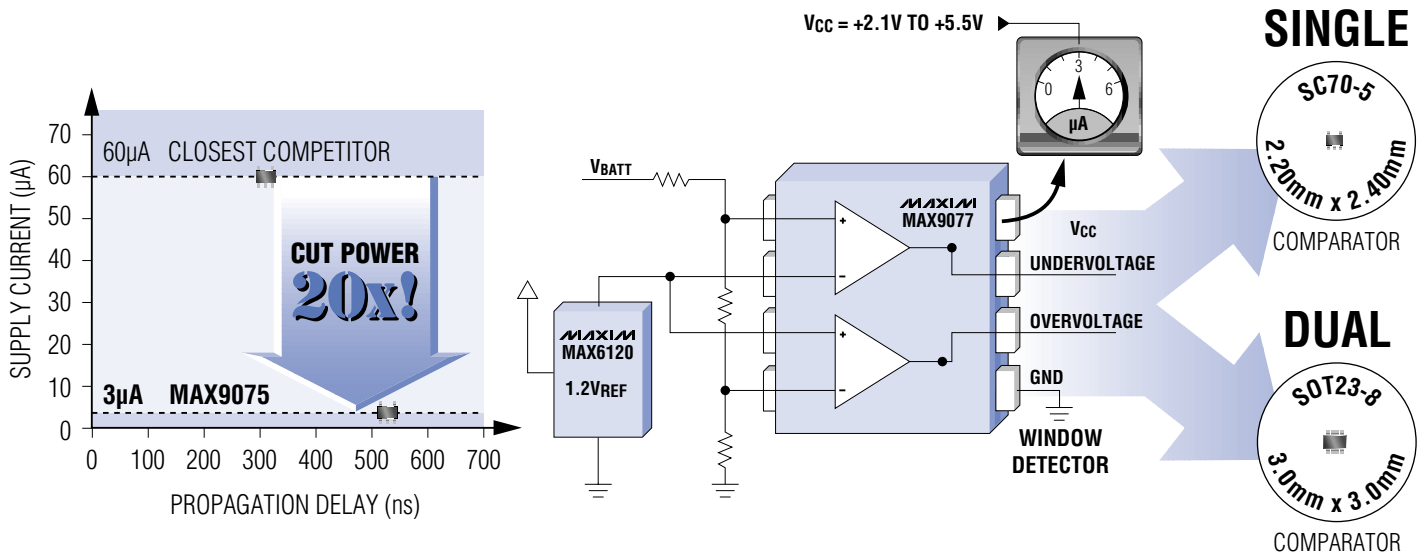 SUPPLY CURRENT (µA)
70
60
50
40
30
20
10
0
60µA CLOSEST COMPETITOR
CUT POWER
20x!
3µA MAX9075
0 100 200 300 400 500 600 700
PROPAGATION DELAY (ns)
VCC = +2.1V TO +5.5V
0 3 6
µA
VBATT
MAXIM
MAX9077
+
−
+
−
MAXIM
MAX6120
1.2VREF
VCC
UNDERVOLTAGE
OVERVOLTAGE
GND
WINDOW
DETECTOR
SINGLE
SC70-5
2.20mm x 2.40mm
COMPARATOR
DUAL
SOT23-8
3.0mm x 3.0mm
COMPARATOR